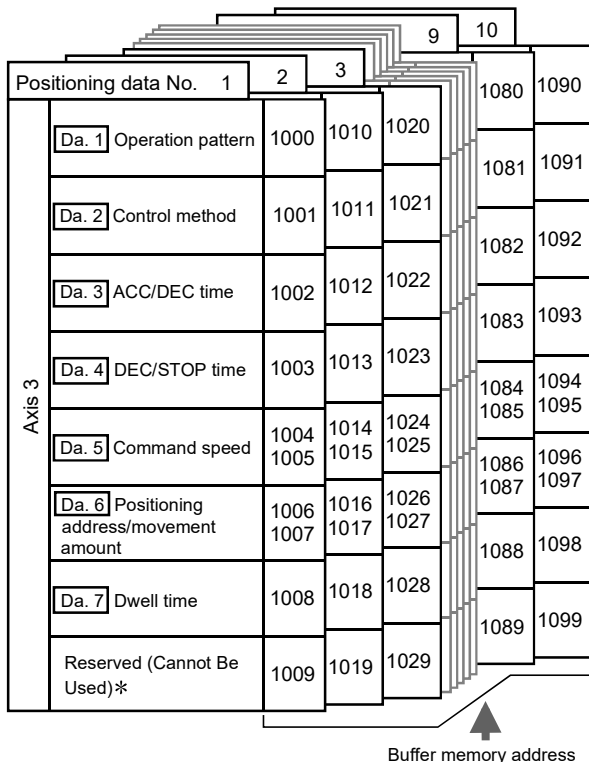 9 10
Positioning data No. 1 2 3
Axis 3
Da. 1 Operation pattern 1000 1010 1020 1080 1090
Da. 2 Control method 1001 1011 1021 1081 1091
Da. 3 ACC/DEC time 1002 1012 1022 1082 1092
Da. 4 DEC/STOP time 1003 1013 1023 1083 1093
Da. 5 Command speed 1004 1014 1024 1084 1094
1005 1015 1025 1085 1095
Da. 6 Positioning 1006 1016 1026 1086 1096
address/movement 1007 1017 1027 1087 1097
amount
Da. 7 Dwell time 1008 1018 1028 1088 1098
Reserved (Cannot Be 1009 1019 1029 1089 1099
Used)*
Buffer memory address